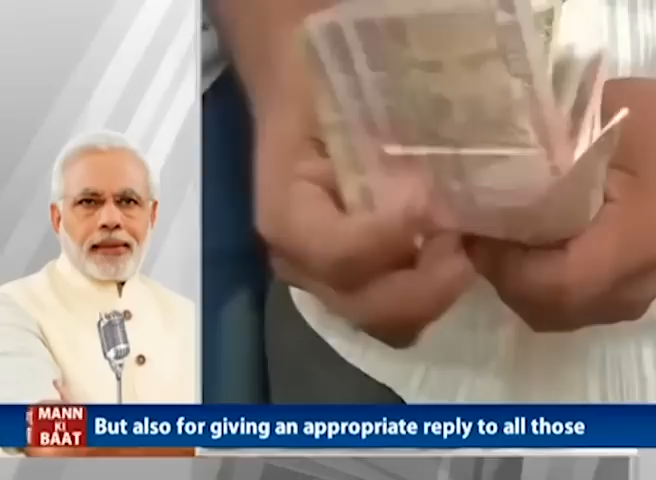 MANN
KI
BAAT
But also for giving an appropriate reply to all those